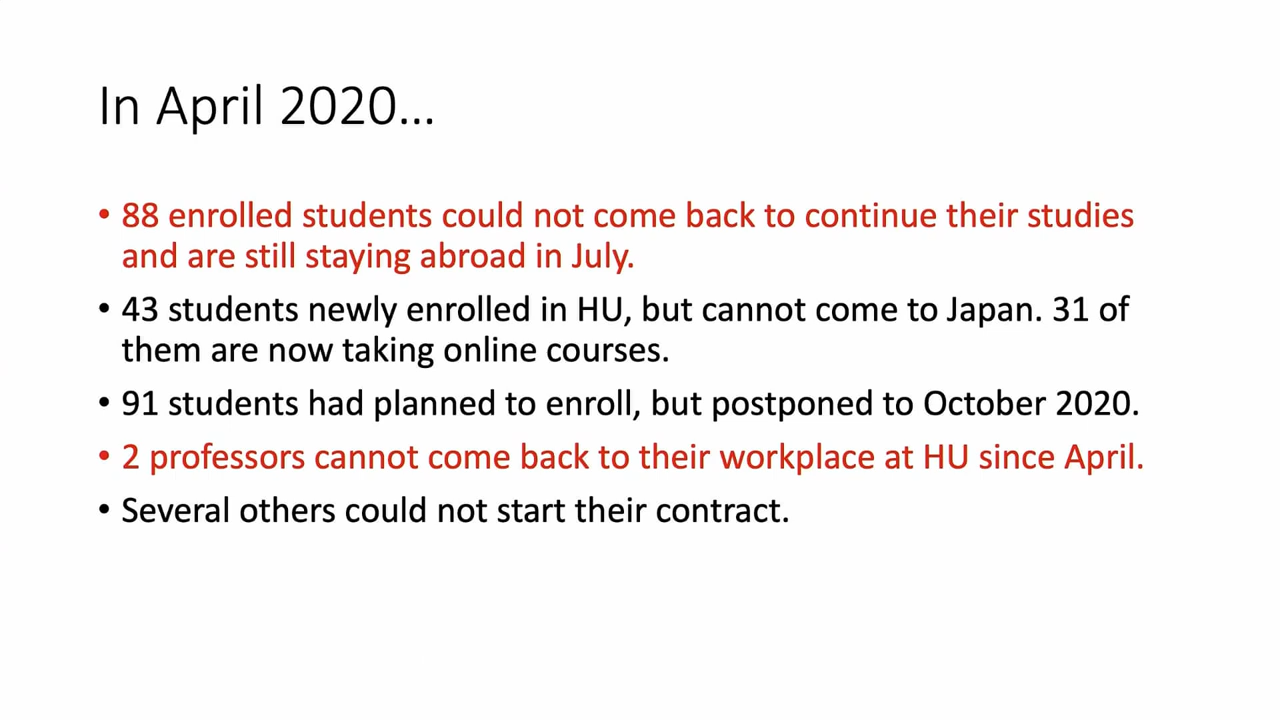 In April 2020…
• 88 enrolled students could not come back to continue their studies
and are still staying abroad in July.
• 43 students newly enrolled in HU, but cannot come to Japan. 31 of
them are now taking online courses.
• 91 students had planned to enroll, but postponed to October 2020.
• 2 professors cannot come back to their workplace at HU since April.
• Several others could not start their contract.